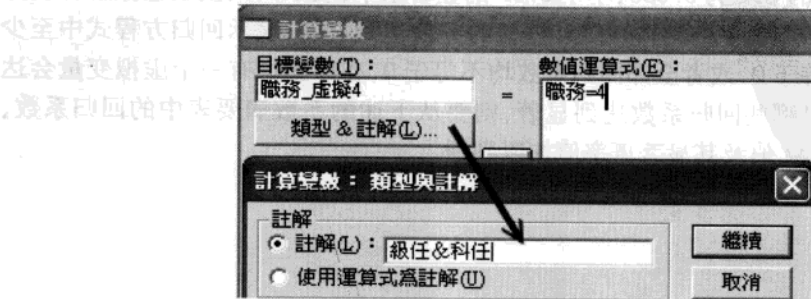 計算變數
目標變數(T)： 數值運算式(E)：
職務_虛擬4 = 職務=4
類型 & 註解(L)...
計算變數： 類型與註解
註解
註解(L)： 級任&科任 繼續
使用運算式為註解(U) 取消